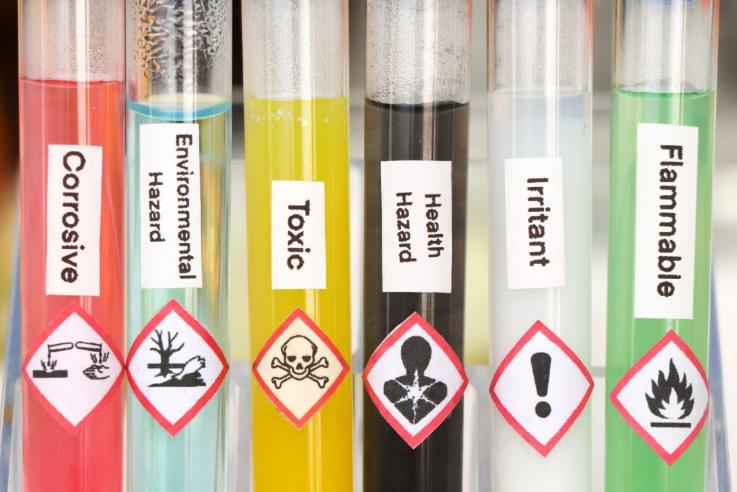 Corrosive
Environmental
Hazard
Toxic
Health
Hazard
Irritant
Flammable